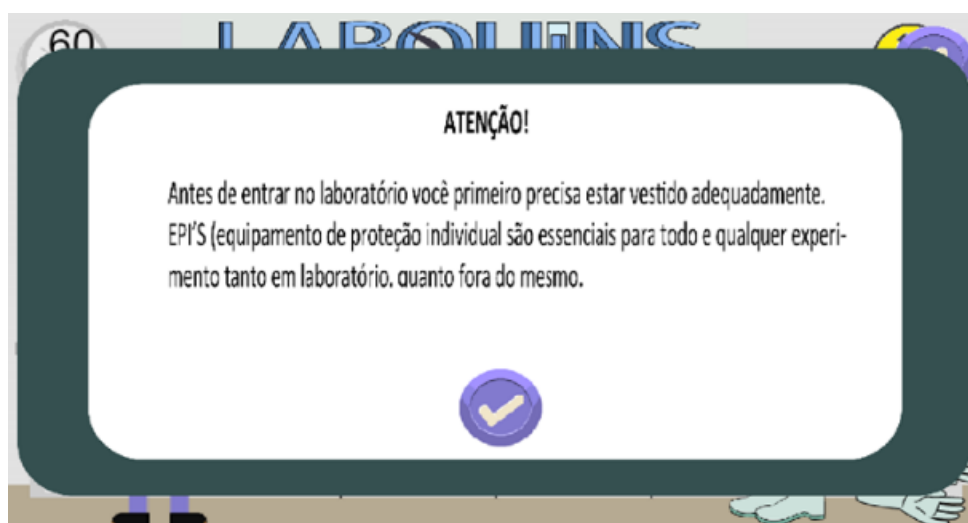 60
LABQUINS
ATENÇÃO!
Antes de entrar no laboratório você primeiro precisa estar vestido adequadamente.
EPI'S (equipamento de proteção individual são essenciais para todo e qualquer experi-
mento tanto em laboratório, quanto fora do mesmo.